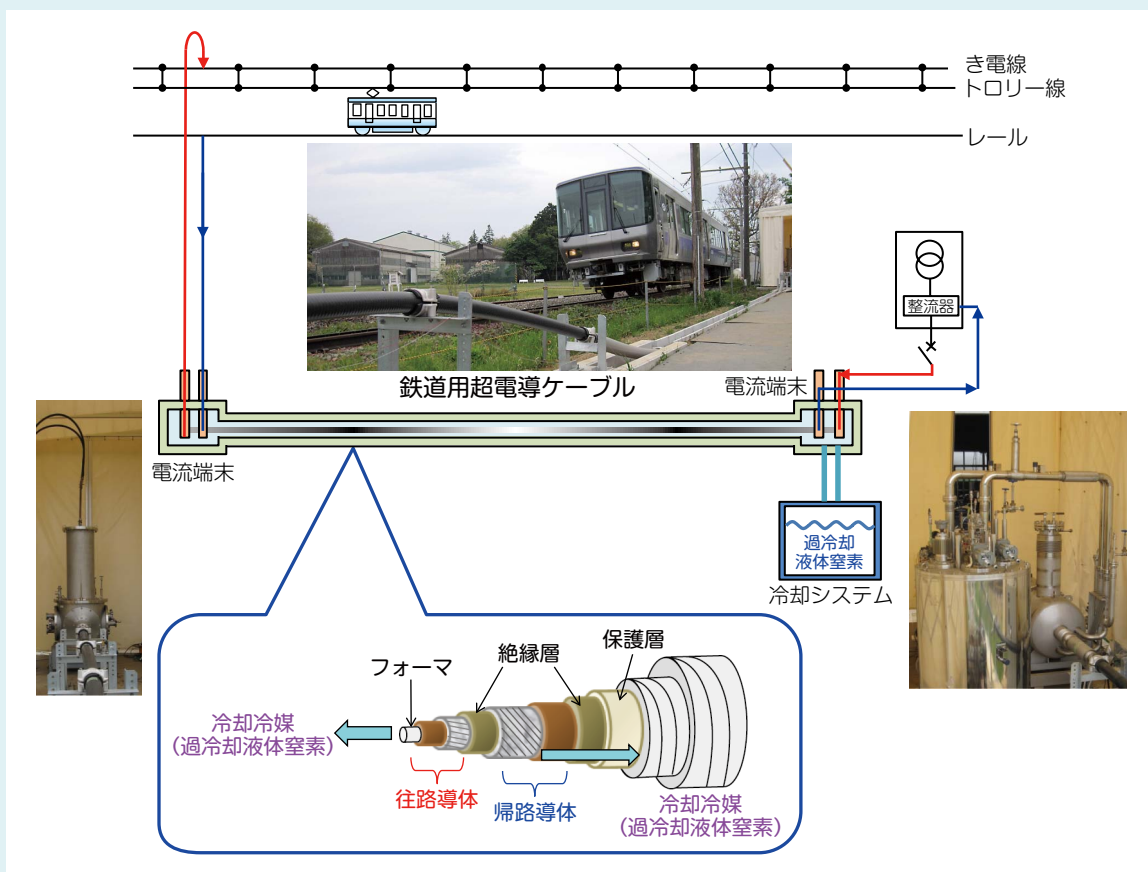 き電線
トロリー線
レール
整流器
鉄道用超電導ケーブル
電流端末
電流端末
過冷却
液体窒素
冷却システム
保護層
絶縁層
フォーマ
冷却冷媒
(過冷却液体窒素)
往路導体
帰路導体
冷却冷媒
(過冷却液体窒素)